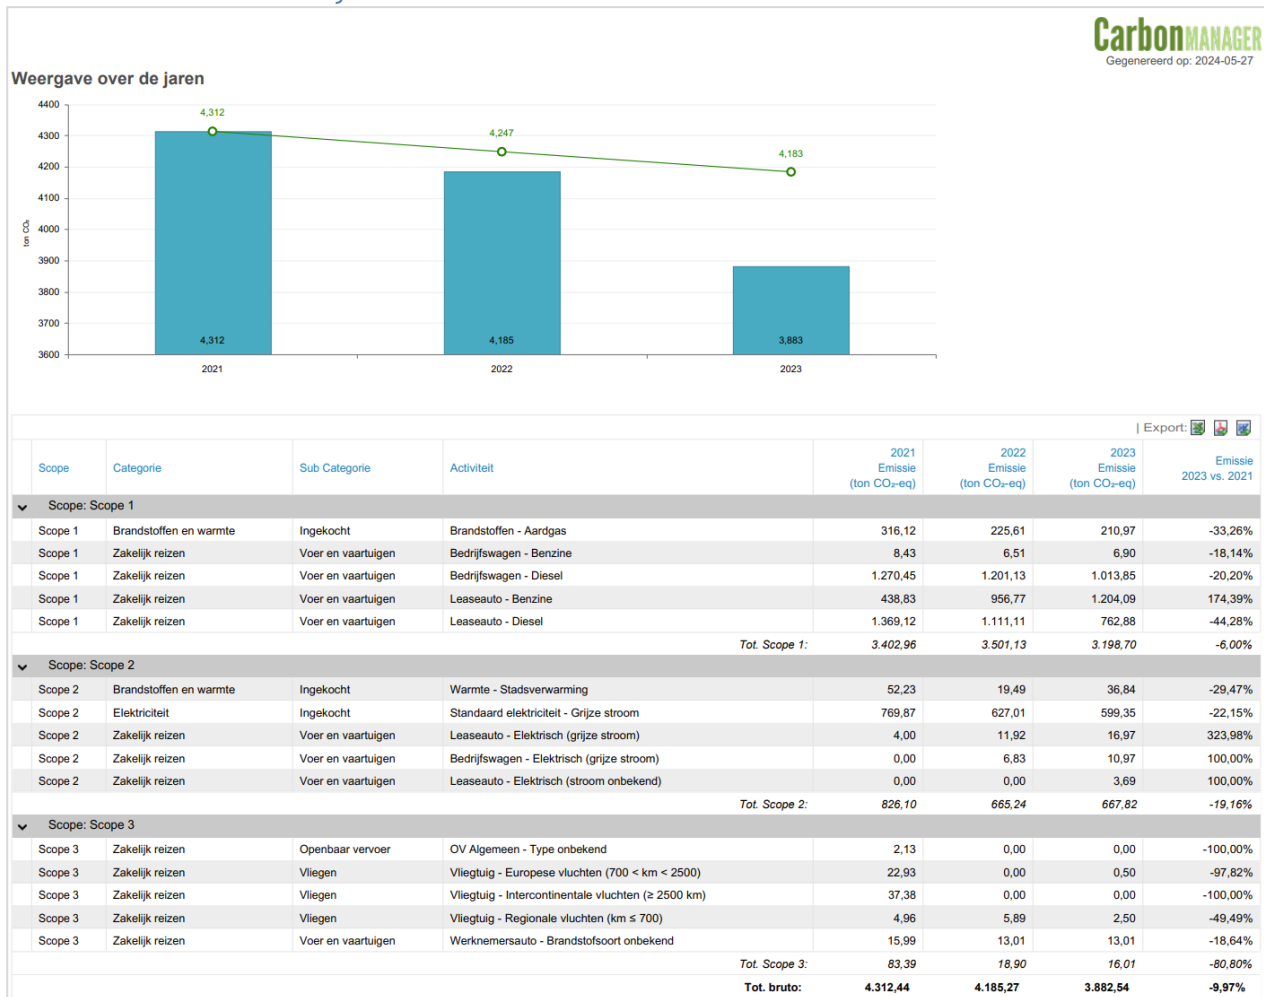 CarbonMANAGER
Gegenereerd op: 2024-05-27
Weergave over de jaren
4400
4300
4200
4100
4000
3900
3800
3700
3600
ton CO₂
4,312
4,247
4,183
4,312
4,185
3,883
2021
2022
2023
| Export:
Scope Categorie Sub Categorie Activiteit 2021 Emissie (ton CO₂-eq) 2022 Emissie (ton CO₂-eq) 2023 Emissie (ton CO₂-eq) Emissie 2023 vs. 2021
Scope: Scope 1
Scope 1 Brandstoffen en warmte Ingekocht Brandstoffen - Aardgas 316,12 225,61 210,97 -33,26%
Scope 1 Zakelijk reizen Voer en vaartuigen Bedrijfswagen - Benzine 8,43 6,51 6,90 -18,14%
Scope 1 Zakelijk reizen Voer en vaartuigen Bedrijfswagen - Diesel 1.270,45 1.201,13 1.013,85 -20,20%
Scope 1 Zakelijk reizen Voer en vaartuigen Leaseauto - Benzine 438,83 956,77 1.204,09 174,39%
Scope 1 Zakelijk reizen Voer en vaartuigen Leaseauto - Diesel 1.369,12 1.111,11 762,88 -44,28%
Tot. Scope 1: 3.402,96 3.501,13 3.198,70 -6,00%
Scope: Scope 2
Scope 2 Brandstoffen en warmte Ingekocht Warmte - Stadsverwarming 52,23 19,49 36,84 -29,47%
Scope 2 Elektriciteit Ingekocht Standaard elektriciteit - Grijze stroom 769,87 627,01 599,35 -22,15%
Scope 2 Zakelijk reizen Voer en vaartuigen Leaseauto - Elektrisch (grijze stroom) 4,00 11,92 16,97 323,98%
Scope 2 Zakelijk reizen Voer en vaartuigen Bedrijfswagen - Elektrisch (grijze stroom) 0,00 6,83 10,97 100,00%
Scope 2 Zakelijk reizen Voer en vaartuigen Leaseauto - Elektrisch (stroom onbekend) 0,00 0,00 3,69 100,00%
Tot. Scope 2: 826,10 665,24 667,82 -19,16%
Scope: Scope 3
Scope 3 Zakelijk reizen Openbaar vervoer OV Algemeen - Type onbekend 2,13 0,00 0,00 -100,00%
Scope 3 Zakelijk reizen Vliegen Vliegtuig - Europese vluchten (700 < km < 2500) 22,93 0,00 0,50 -97,82%
Scope 3 Zakelijk reizen Vliegen Vliegtuig - Intercontinentale vluchten (≥ 2500 km) 37,38 0,00 0,00 -100,00%
Scope 3 Zakelijk reizen Vliegen Vliegtuig - Regionale vluchten (km ≤ 700) 4,96 5,89 2,50 -49,49%
Scope 3 Zakelijk reizen Voer en vaartuigen Werknemersauto - Brandstofsoort onbekend 15,99 13,01 13,01 -18,64%
Tot. Scope 3: 83,39 18,90 16,01 -80,80%
Tot. bruto: 4.312,44 4.185,27 3.882,54 -9,97%